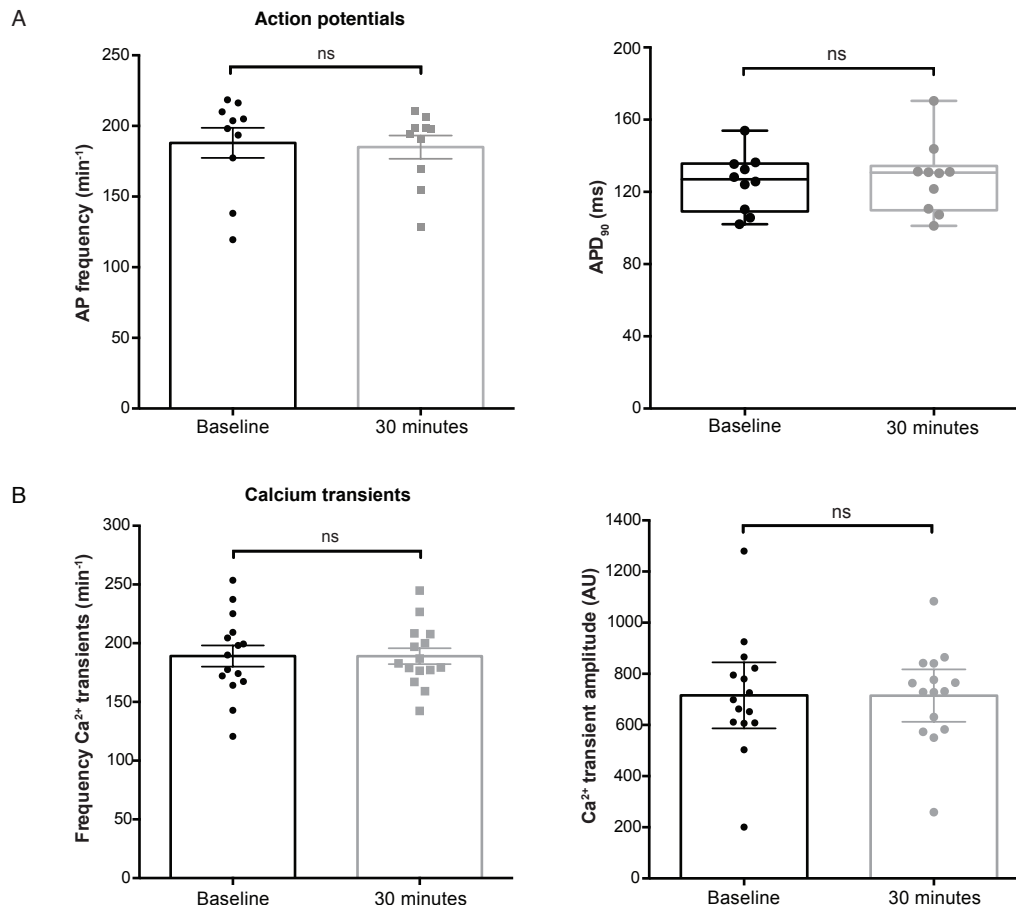 A
Action potentials
AP frequency (min⁻¹)
250
200
150
100
50
0
ns
Baseline
30 minutes
APD₉₀ (ms)
200
160
120
80
40
0
ns
Baseline
30 minutes
B
Calcium transients
Frequency Ca²⁺ transients (min⁻¹)
300
250
200
150
100
50
0
ns
Baseline
30 minutes
Ca²⁺ transient amplitude (AU)
1400
1200
1000
800
600
400
200
0
ns
Baseline
30 minutes